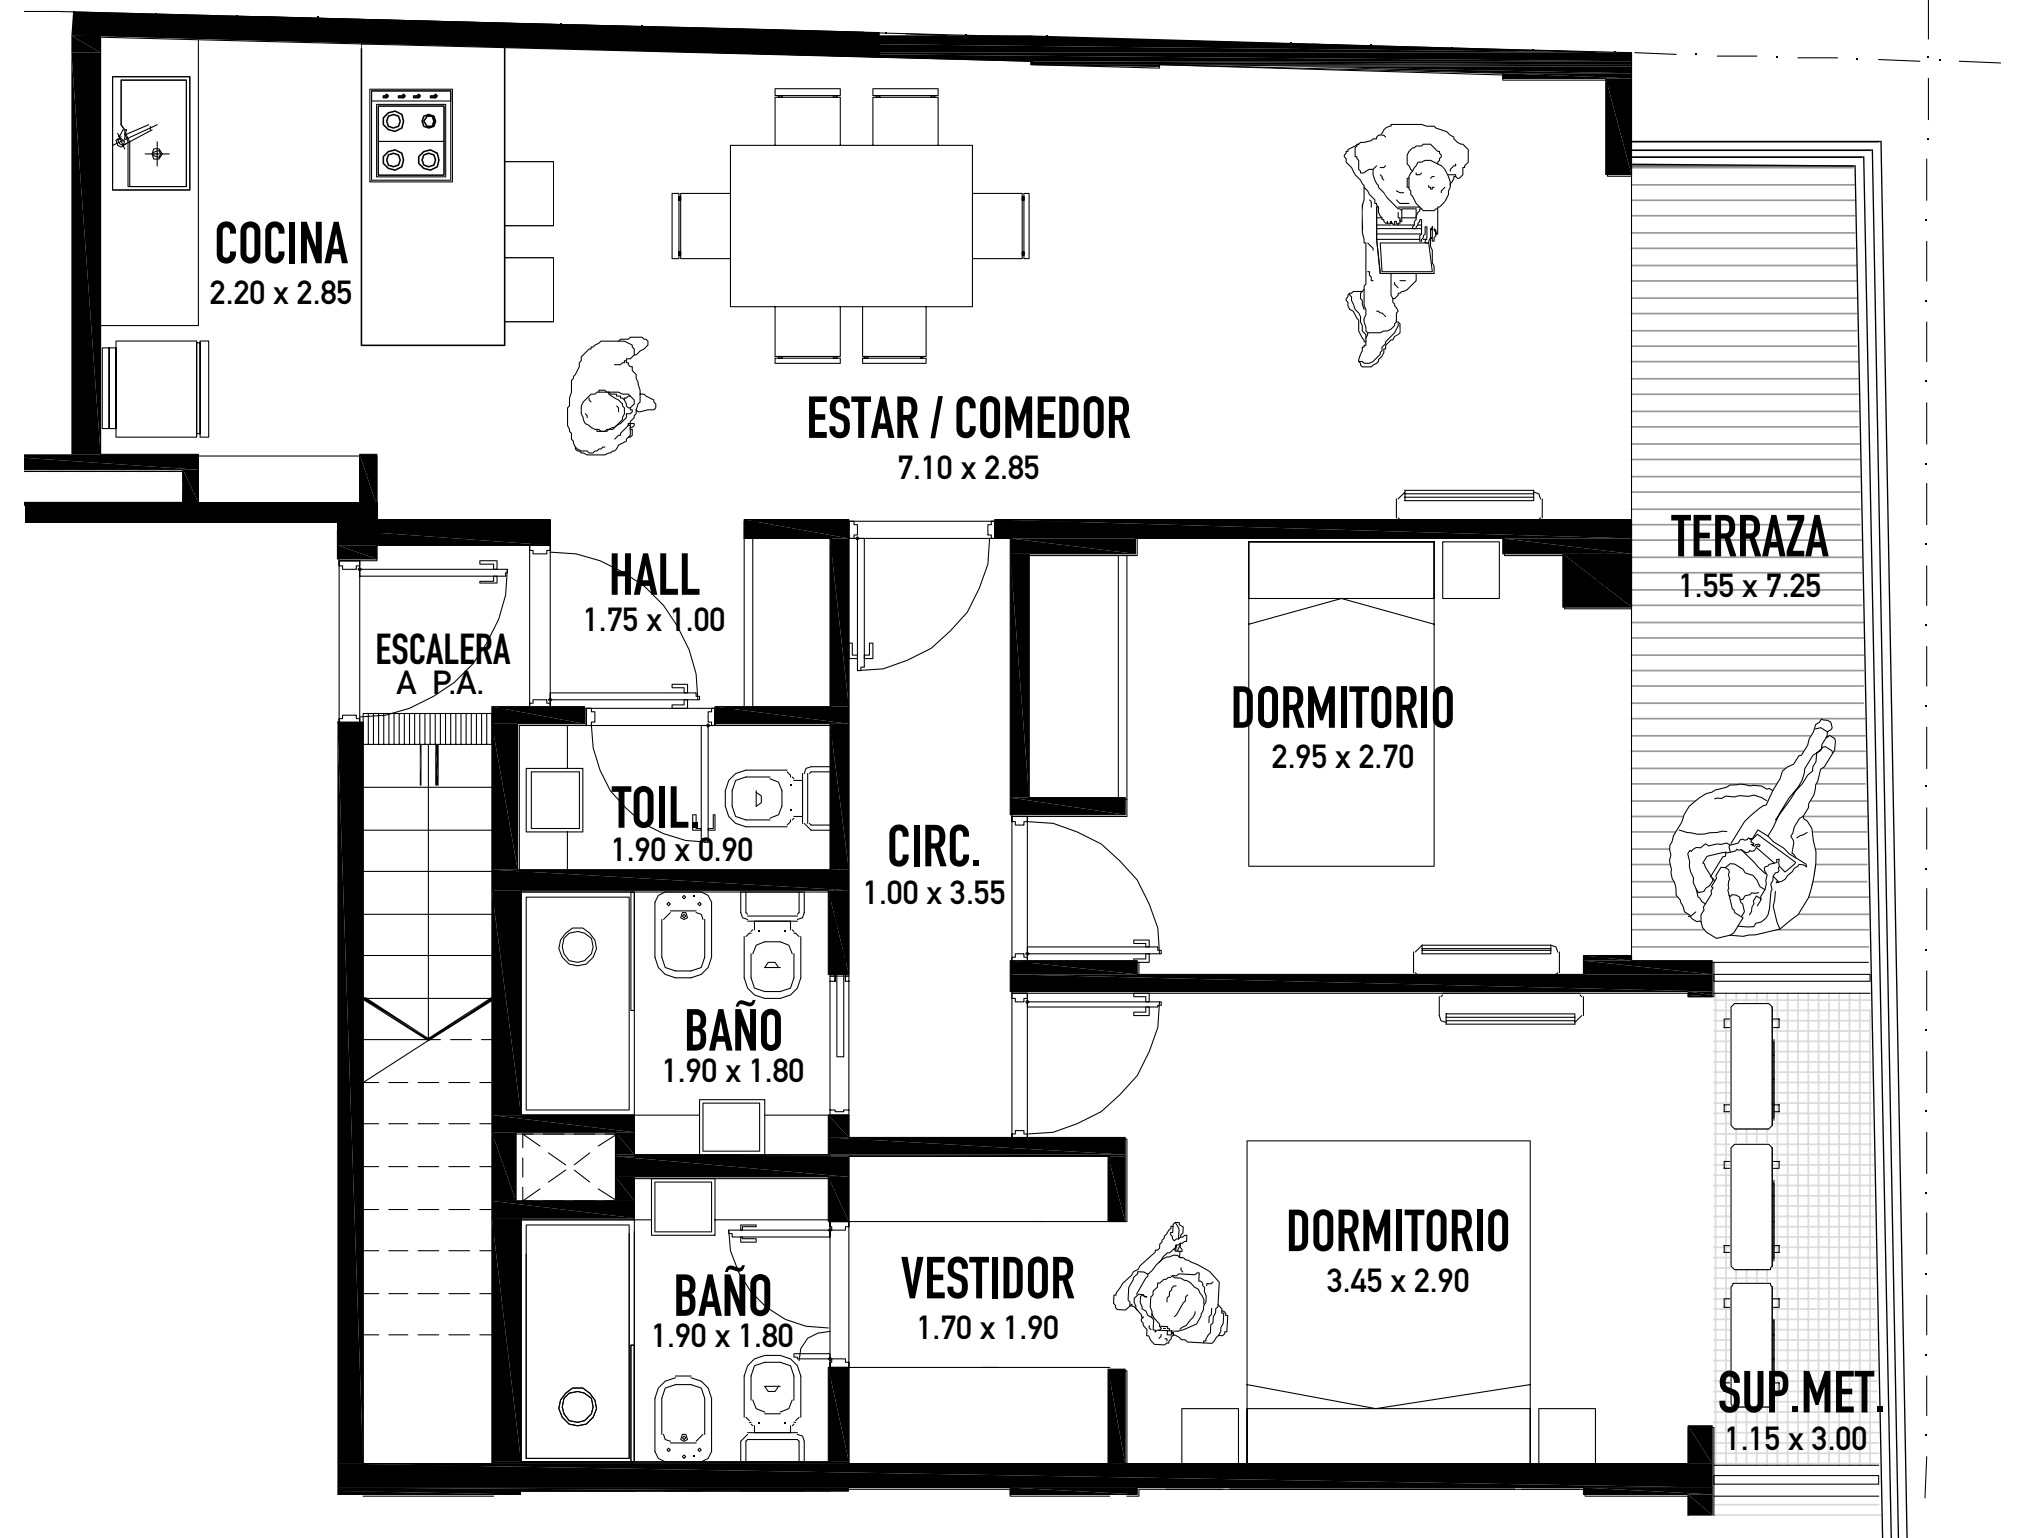 COCINA
2.20 x 2.85
ESTAR / COMEDOR
7.10 x 2.85
TERRAZA
1.55 x 7.25
HALL
1.75 x 1.00
ESCALERA
A P.A.
DORMITORIO
2.95 x 2.70
TOIL.
1.90 x 0.90
CIRC.
1.00 x 3.55
BAÑO
1.90 x 1.80
DORMITORIO
3.45 x 2.90
VESTIDOR
1.70 x 1.90
BAÑO
1.90 x 1.80
SUP.MET.
1.15 x 3.00